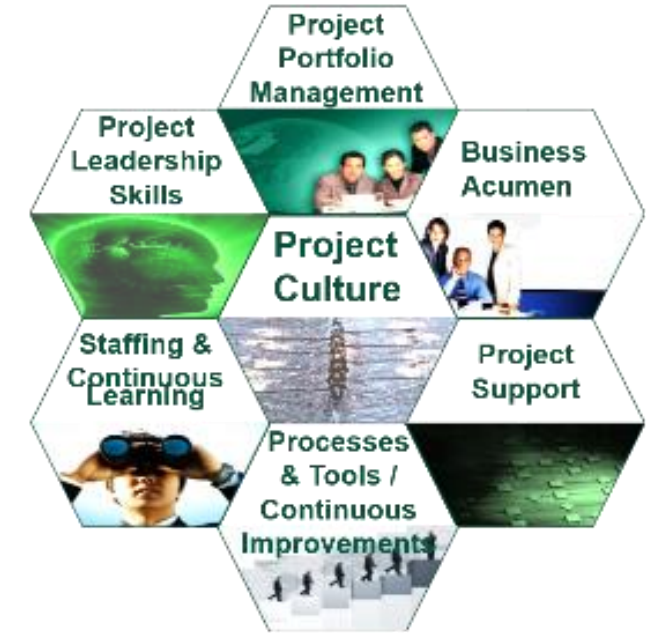 Project
Portfolio
Management
Project
Leadership
Skills
Business
Acumen
Project
Culture
Staffing &
Continuous
Learning
Project
Support
Processes
& Tools /
Continuous
Improvements